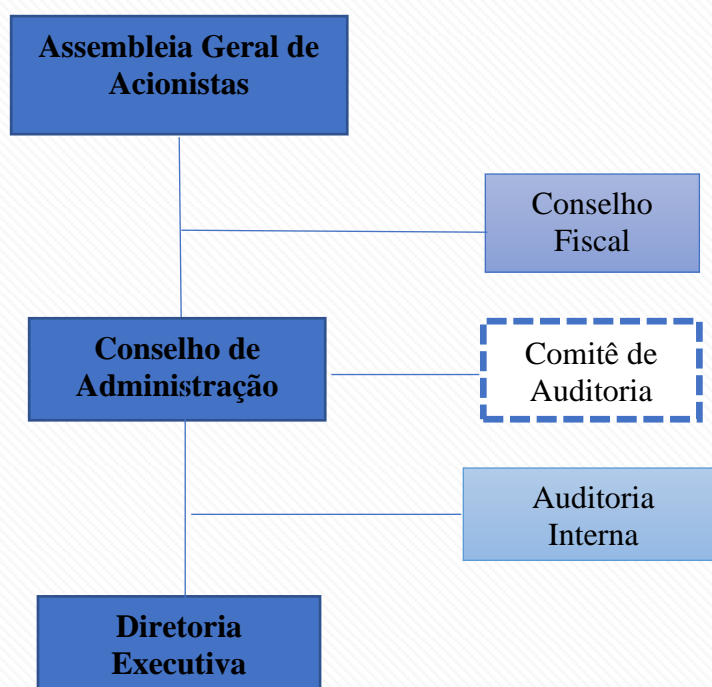 Assembleia Geral de
Acionistas
Conselho
Fiscal
Conselho de
Administração
Comitê de
Auditoria
Auditoria
Interna
Diretoria
Executiva